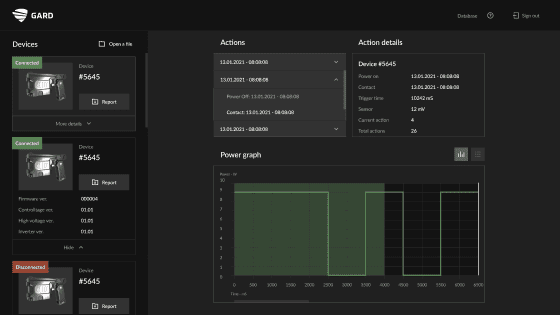 GARD
Database
Sign out
Devices
Open a file
Connected
Device
#5645
Report
More details
Connected
Device
#5645
Report
Firmware ver. 000004
Controltage ver. 01.01
High voltage ver. 01.01
Inverter ver. 01.01
Hide
Disconnected
Device
#5645
Report
Actions
13.01.2021 - 08:08:08
13.01.2021 - 08:08:08
Power Off: 13.01.2021 - 08:08:08
Contact: 13.01.2021 - 08:08:08
13.01.2021 - 08:08:08
Action details
Device #5645
Power on 13.01.2021 - 08:08:08
Contact 13.01.2021 - 08:08:08
Trigger time 10242 mS
Sensor 12 mV
Current action 4
Total actions 26
Power graph
10
9
8
7
6
5
4
3
2
1
0
0 500 1000 1500 2000 2500 3000 3500 4000 4500 5000 5500 6000 6500